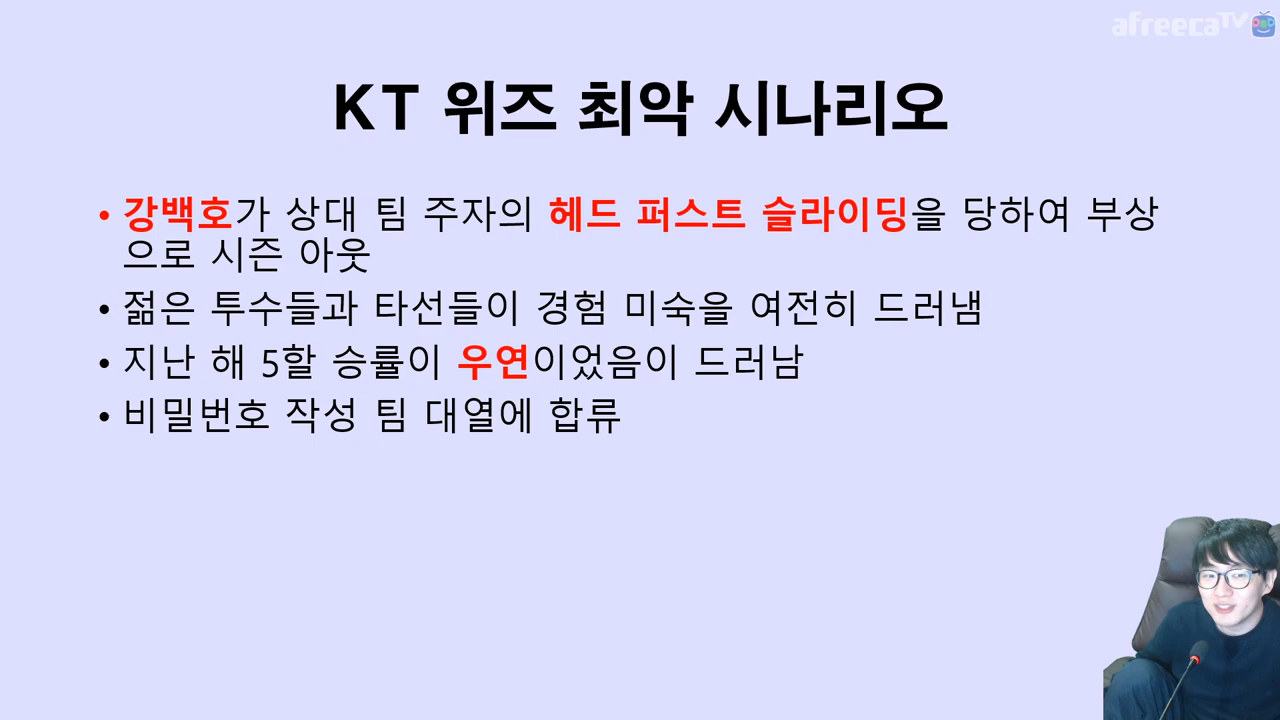 afreecaTV
KT 위즈 최악 시나리오
• 강백호가 상대 팀 주자의 헤드 퍼스트 슬라이딩을 당하여 부상
으로 시즌 아웃
• 젊은 투수들과 타선들이 경험 미숙을 여전히 드러냄
• 지난 해 5할 승률이 우연이었음이 드러남
• 비밀번호 작성 팀 대열에 합류